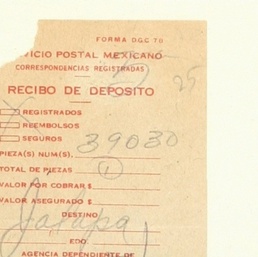 FORMA DGC 70
VICIO POSTAL MEXICANO
CORRESPONDENCIAS REGISTRADAS
25
RECIBO DE DEPOSITO
REGISTRADOS
REEMBOLSOS
SEGUROS
PIEZA(S) NUM(S), 39030
TOTAL DE PIEZAS 1
VALOR POR COBRAR $
VALOR ASEGURADO $
Jalapa
DESTINO
EDO.
AGENCIA DEPENDIENTE DE